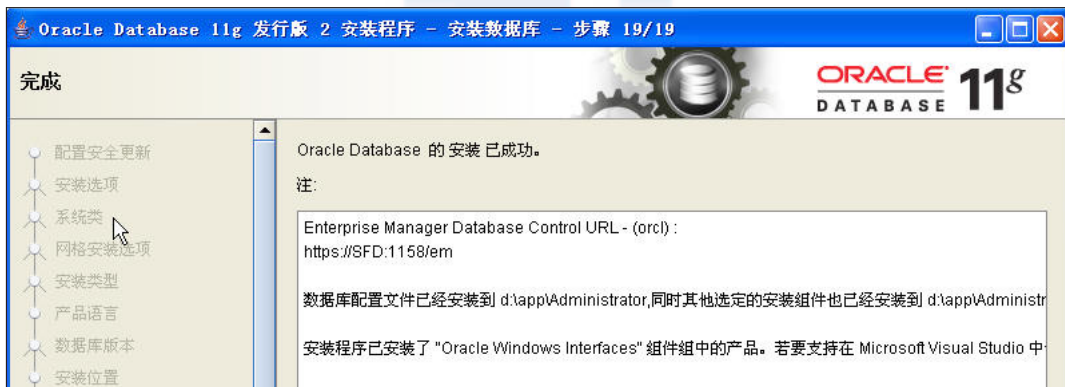 Oracle Database 11g 发行版 2 安装程序 - 安装数据库 - 步骤 19/19
完成
ORACLE
DATABASE
11g
配置安全更新
安装选项
系统类
网格安装选项
安装类型
产品语言
数据库版本
安装位置
Oracle Database 的 安装 已成功。
注:
Enterprise Manager Database Control URL - (orcl) :
https://SFD:1158/em
数据库配置文件已经安装到 d:\app\Administrator,同时其他选定的安装组件也已经安装到 d:\app\Administr
安装程序已安装了 "Oracle Windows Interfaces" 组件组中的产品。若要支持在 Microsoft Visual Studio 中